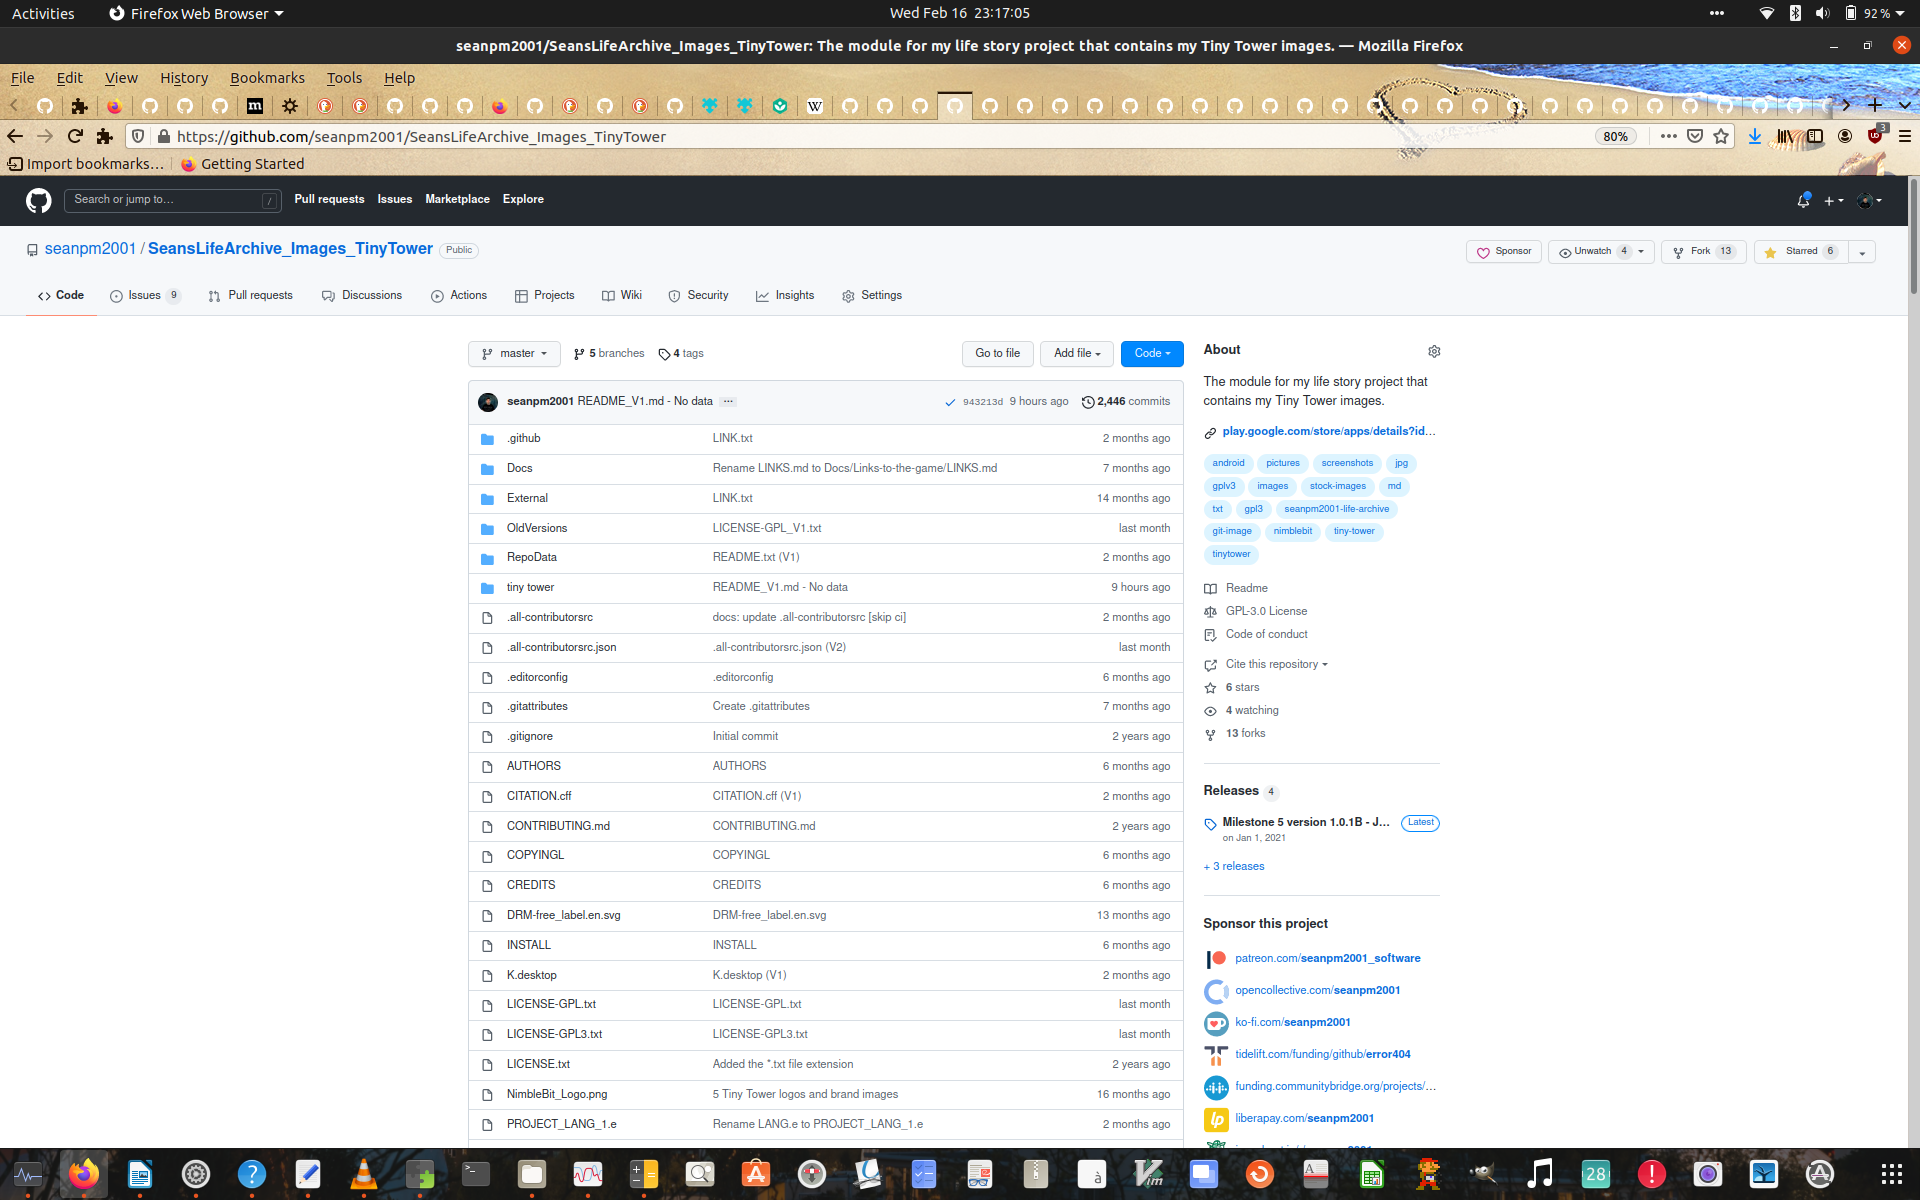 Activities Firefox Web Browser Wed Feb 16 23:17:05 92 %
seanpm2001/SeansLifeArchive_Images_TinyTower: The module for my life story project that contains my Tiny Tower images. — Mozilla Firefox
File Edit View History Bookmarks Tools Help
https://github.com/seanpm2001/SeansLifeArchive_Images_TinyTower 80% 3
Import bookmarks… Getting Started
Search or jump to… / Pull requests Issues Marketplace Explore
seanpm2001 / SeansLifeArchive_Images_TinyTower Public Sponsor Unwatch 4 Fork 13 Starred 6
Code Issues 9 Pull requests Discussions Actions Projects Wiki Security Insights Settings
master 5 branches 4 tags Go to file Add file Code
seanpm2001 README_V1.md - No data ... 943213d 9 hours ago 2,446 commits
.github LINK.txt 2 months ago
Docs Rename LINKS.md to Docs/Links-to-the-game/LINKS.md 7 months ago
External LINK.txt 14 months ago
OldVersions LICENSE-GPL_V1.txt last month
RepoData README.txt (V1) 2 months ago
tiny tower README_V1.md - No data 9 hours ago
.all-contributorsrc docs: update .all-contributorsrc [skip ci] 2 months ago
.all-contributorsrc.json .all-contributorsrc.json (V2) last month
.editorconfig .editorconfig 6 months ago
.gitattributes Create .gitattributes 7 months ago
.gitignore Initial commit 2 years ago
AUTHORS AUTHORS 6 months ago
CITATION.cff CITATION.cff (V1) 2 months ago
CONTRIBUTING.md CONTRIBUTING.md 2 years ago
COPYINGL COPYINGL 6 months ago
CREDITS CREDITS 6 months ago
DRM-free_label.en.svg DRM-free_label.en.svg 13 months ago
INSTALL INSTALL 6 months ago
K.desktop K.desktop (V1) 2 months ago
LICENSE-GPL.txt LICENSE-GPL.txt last month
LICENSE-GPL3.txt LICENSE-GPL3.txt last month
LICENSE.txt Added the *.txt file extension 2 years ago
NimbleBit_Logo.png 5 Tiny Tower logos and brand images 16 months ago
PROJECT_LANG_1.e Rename LANG.e to PROJECT_LANG_1.e 2 months ago
About
The module for my life story project that
contains my Tiny Tower images.
play.google.com/store/apps/details?id...
android pictures screenshots jpg
gplv3 images stock-images md
txt gpl3 seanpm2001-life-archive
git-image nimblebit tiny-tower
tinytower
Readme
GPL-3.0 License
Code of conduct
Cite this repository
6 stars
4 watching
13 forks
Releases 4
Milestone 5 version 1.0.1B - J... Latest
on Jan 1, 2021
+ 3 releases
Sponsor this project
patreon.com/seanpm2001_software
opencollective.com/seanpm2001
ko-fi.com/seanpm2001
tidelift.com/funding/github/error404
funding.communitybridge.org/projects/...
liberapay.com/seanpm2001
28